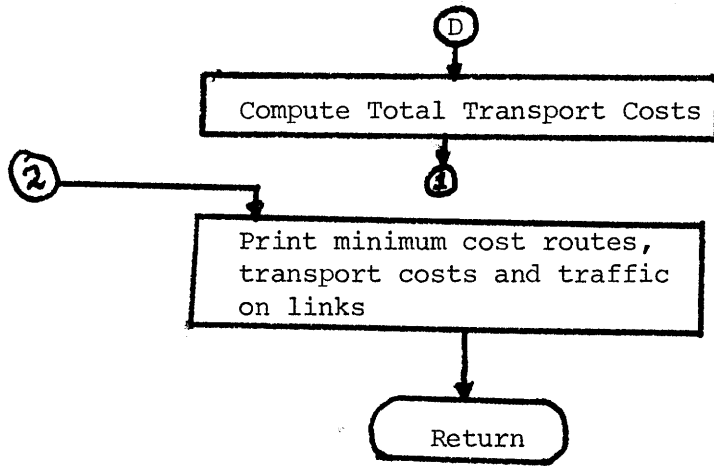 D
Compute Total Transport Costs
1
2
Print minimum cost routes,
transport costs and traffic
on links
Return